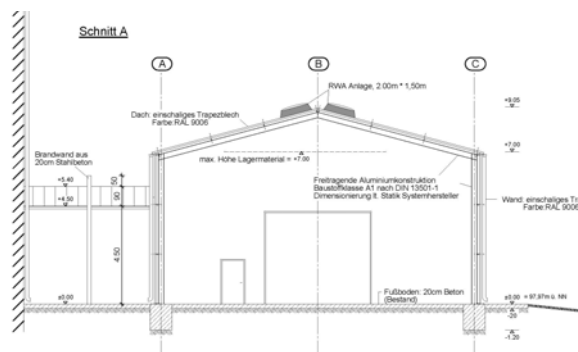 Schnitt A
A
B
C
RWA Anlage, 2.00m * 1,50m
+9.05
Dach: einschaliges Trapezblech
Farbe:RAL 9006
Brandwand aus
20cm Stahlbeton
+7.00
max. Höhe Lagermaterial = +7.00
+5.40
50
90
+4.50
Freitragende Aluminiumkonstruktion
Baustoffklasse A1 nach DIN 13501-1
Dimensionierung lt. Statik Systemhersteller
Wand: einschaliges Tra
Farbe:RAL 9006
4.50
Fußboden: 20cm Beton
(Bestand)
±0.00
±0.00 = 97,97m ü. NN
-20
-1.20